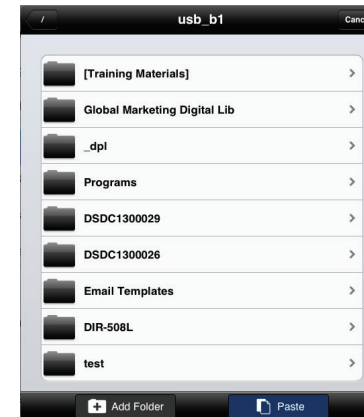 /
usb_b1
Canc
[Training Materials]
Global Marketing Digital Lib
_dpl
Programs
DSDC1300029
DSDC1300026
Email Templates
DIR-508L
test
Add Folder
Paste